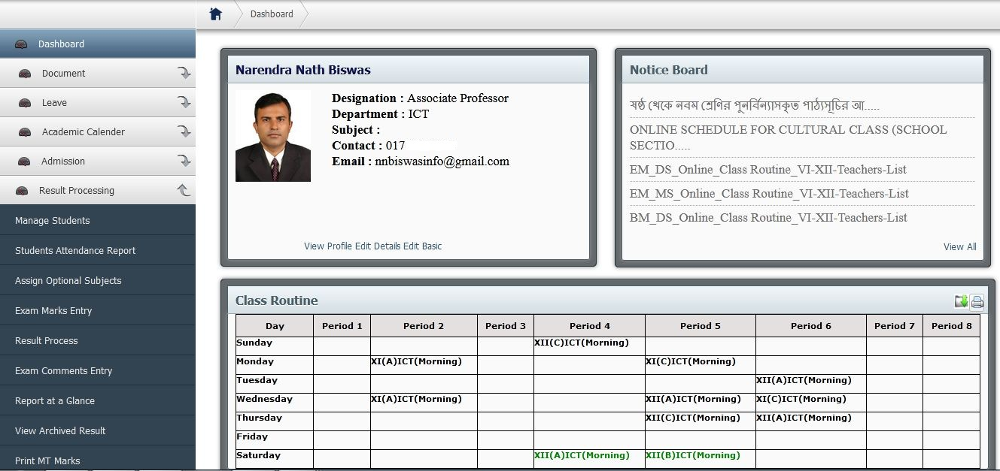 Dashboard
Dashboard
Document
Leave
Academic Calender
Admission
Result Processing
Manage Students
Students Attendance Report
Assign Optional Subjects
Exam Marks Entry
Result Process
Exam Comments Entry
Report at a Glance
View Archived Result
Print MT Marks
Narendra Nath Biswas
Designation : Associate Professor
Department : ICT
Subject :
Contact : 017
Email : nnbiswasinfo@gmail.com
View Profile Edit Details Edit Basic
Notice Board
ষষ্ঠ থেকে নবম শ্রেণির পুনর্বিন্যাসকৃত পাঠ্যসূচির আ.....
ONLINE SCHEDULE FOR CULTURAL CLASS (SCHOOL
SECTIO.....
EM_DS_Online_Class Routine_VI-XII-Teachers-List
EM_MS_Online_Class Routine_VI-XII-Teachers-List
BM_DS_Online_Class Routine_VI-XII-Teachers-List
View All
Class Routine
Day Period 1 Period 2 Period 3 Period 4 Period 5 Period 6 Period 7 Period 8
Sunday XII(C)ICT(Morning)
Monday XI(A)ICT(Morning) XI(C)ICT(Morning)
Tuesday XII(A)ICT(Morning)
Wednesday XI(A)ICT(Morning) XII(A)ICT(Morning) XI(C)ICT(Morning)
Thursday XII(C)ICT(Morning) XII(A)ICT(Morning)
Friday
Saturday XII(A)ICT(Morning) XII(B)ICT(Morning)